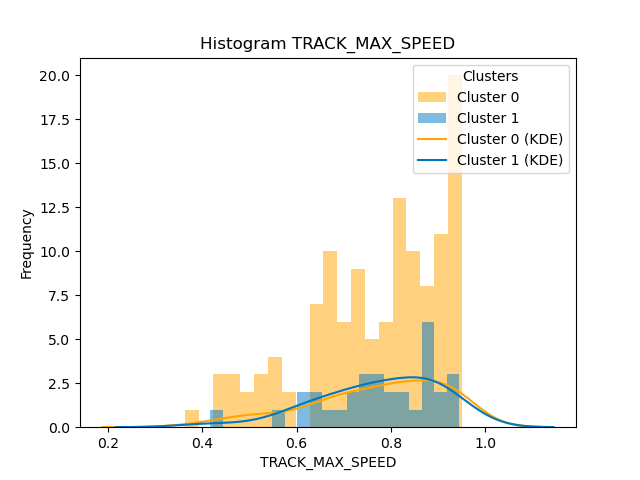 Histogram TRACK_MAX_SPEED
20.0
17.5
15.0
12.5
10.0
7.5
5.0
2.5
0.0
Frequency
Clusters
Cluster 0
Cluster 1
Cluster 0 (KDE)
Cluster 1 (KDE)
0.2 0.4 0.6 0.8 1.0
TRACK_MAX_SPEED